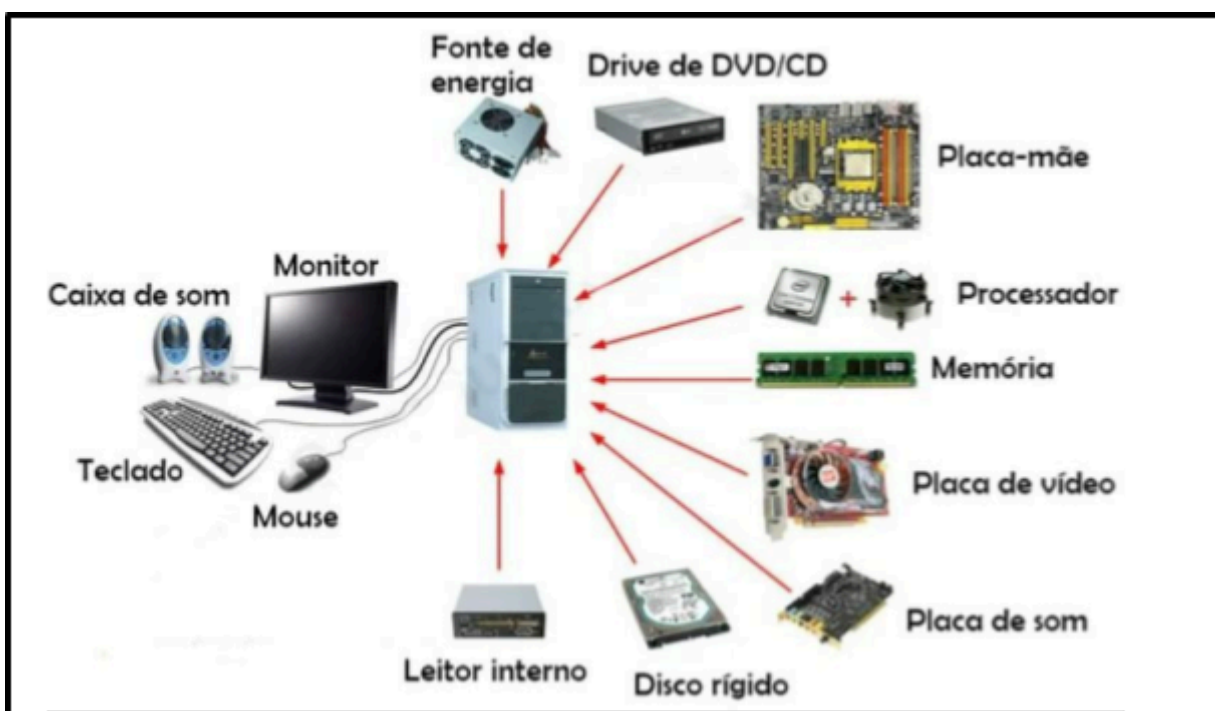 Fonte de
energia
Drive de DVD/CD
Placa-mãe
Monitor
Caixa de som
Processador
Memória
Teclado
Mouse
Placa de vídeo
Placa de som
Leitor interno
Disco rígido